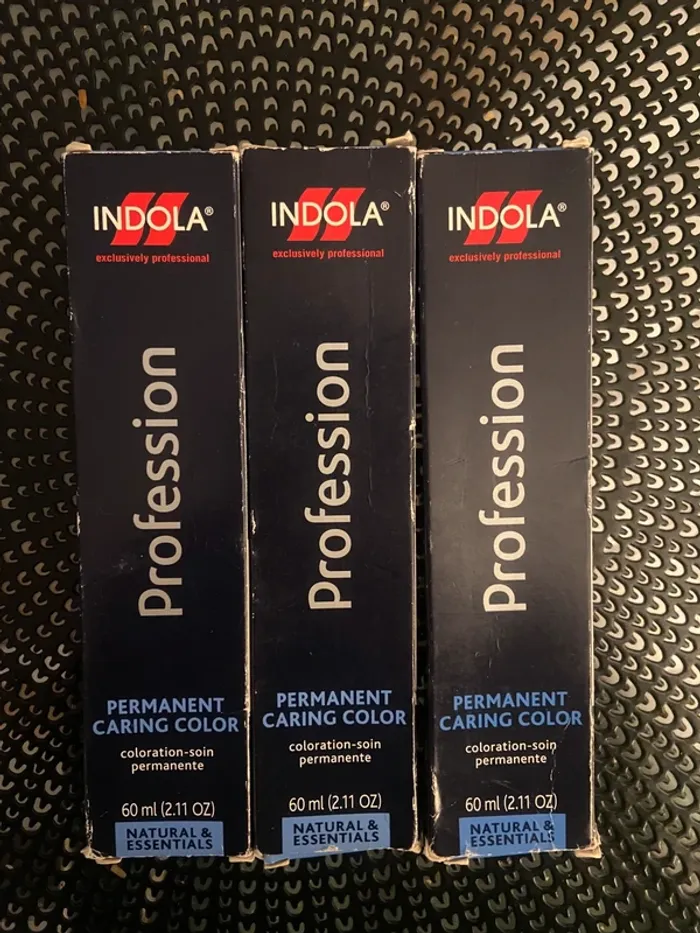 INDOLA®
exclusively professional
Profession
PERMANENT
CARING COLOR
coloration-soin
permanente
60 ml (2.11 OZ)
NATURAL &
ESSENTIALS
INDOLA®
exclusively professional
Profession
PERMANENT
CARING COLOR
coloration-soin
permanente
60 ml (2.11 OZ)
NATURAL &
ESSENTIALS
INDOLA®
exclusively professional
Profession
PERMANENT
CARING COLOR
coloration-soin
permanente
60 ml (2.11 OZ)
NATURAL &
ESSENTIALS